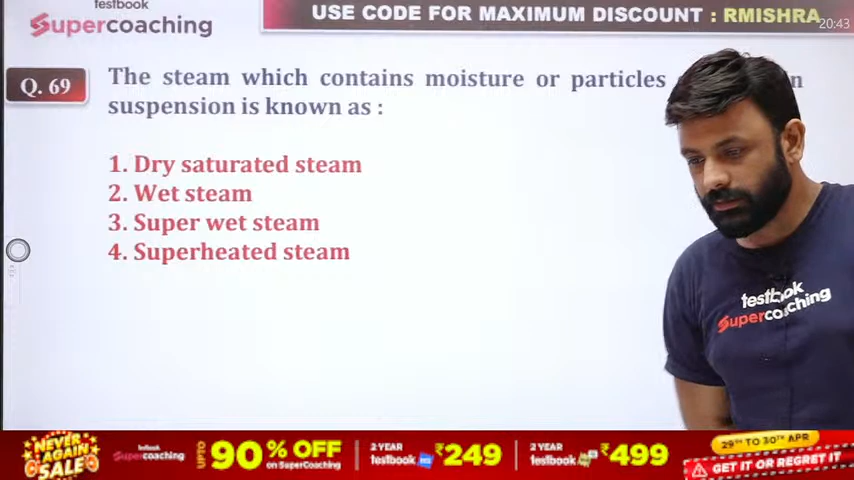 testbook
Supercoaching
USE CODE FOR MAXIMUM DISCOUNT : RMISHRA
20:43
Q. 69
The steam which contains moisture or particles
suspension is known as :
1. Dry saturated steam
2. Wet steam
3. Super wet steam
4. Superheated steam
testbook
Supercoaching
NEVER
AGAIN
SALE
testbook
Supercoaching
UPTO 90% OFF
on SuperCoaching
2 YEAR
testbook
₹249
2 YEAR
testbook
₹499
29TH TO 30TH APR
GET IT OR REGRET IT